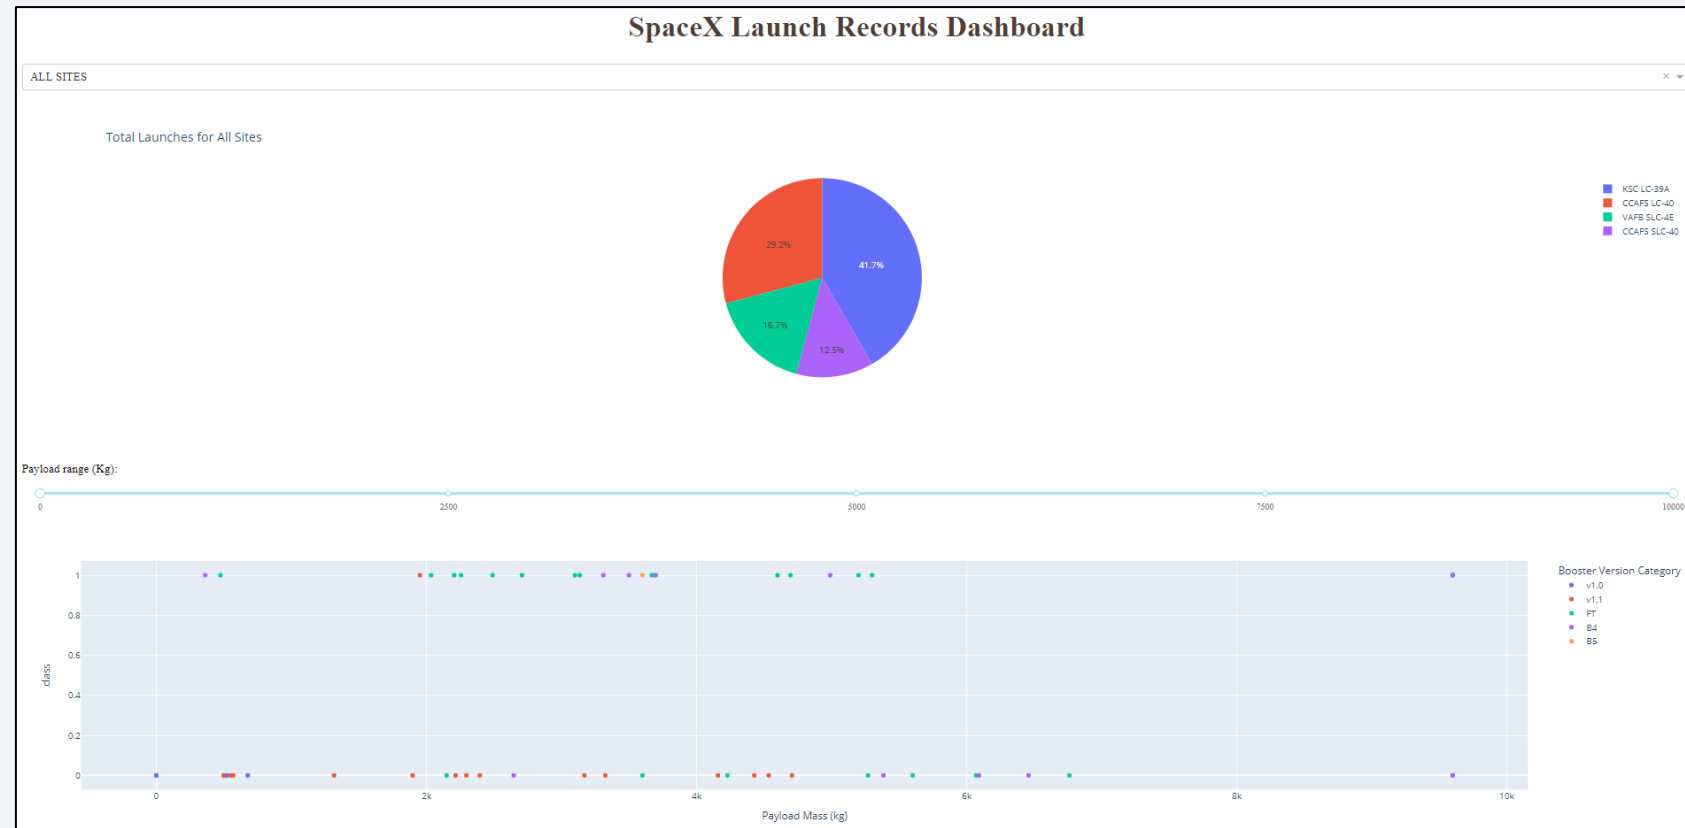 SpaceX Launch Records Dashboard
ALL SITES
× 
Total Launches for All Sites
29.2%
41.7%
16.7%
12.5%
KSC LC-39A
CCAFS LC-40
VAFB SLC-4E
CCAFS SLC-40
Payload range (Kg):
0 2500 5000 7500 10000
1
0.8
0.6
0.4
0.2
0
class
0 2k 4k 6k 8k 10k
Payload Mass (kg)
Booster Version Category
v1.0
v1.1
FT
B4
B5